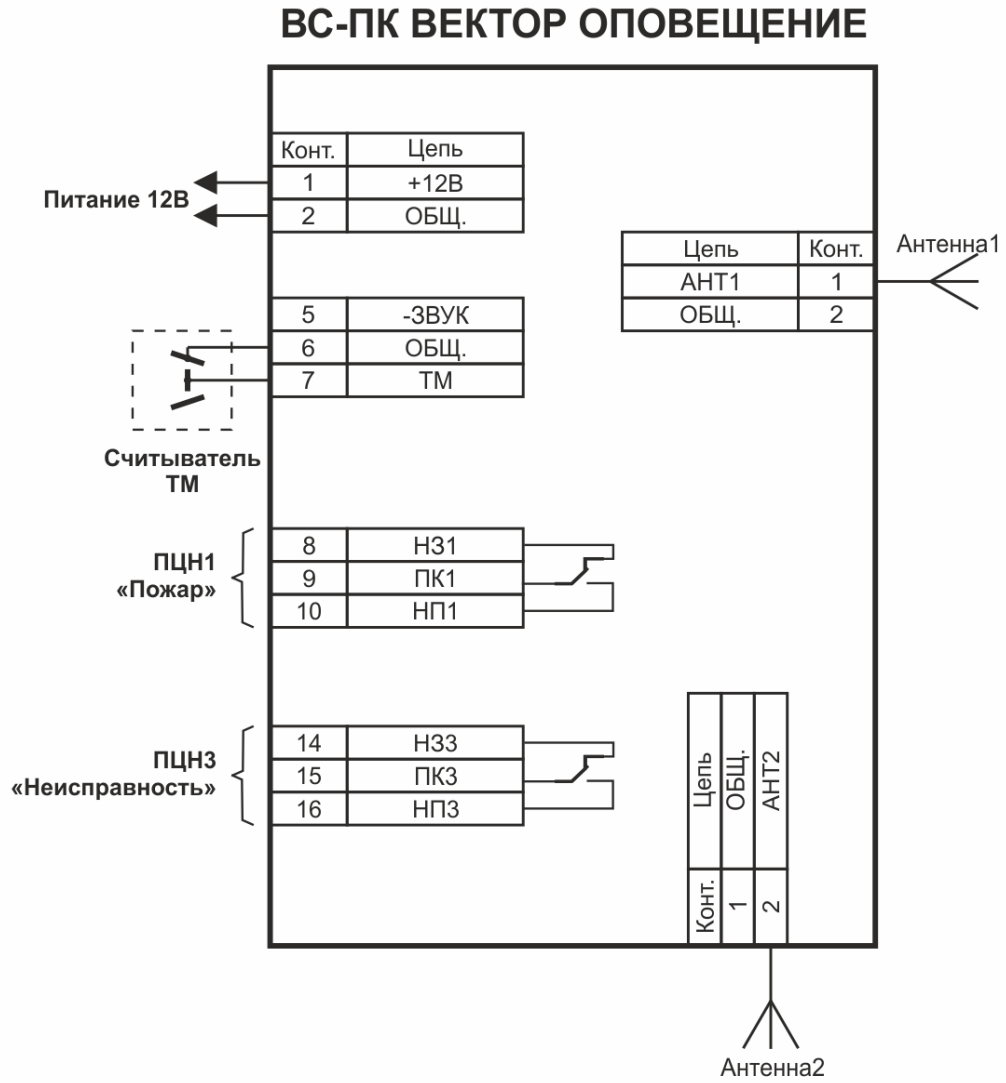 ВС-ПК ВЕКТОР ОПОВЕЩЕНИЕ
Конт. Цепь
1 +12В
2 ОБЩ.
Питание 12В
Цепь Конт.
АНТ1 1
ОБЩ. 2
Антенна1
5 -ЗВУК
6 ОБЩ.
7 ТМ
Считыватель
ТМ
8 НЗ1
9 ПК1
10 НП1
ПЦН1
«Пожар»
14 НЗ3
15 ПК3
16 НП3
ПЦН3
«Неисправность»
Конт. Цепь
1 ОБЩ.
2 АНТ2
Антенна2